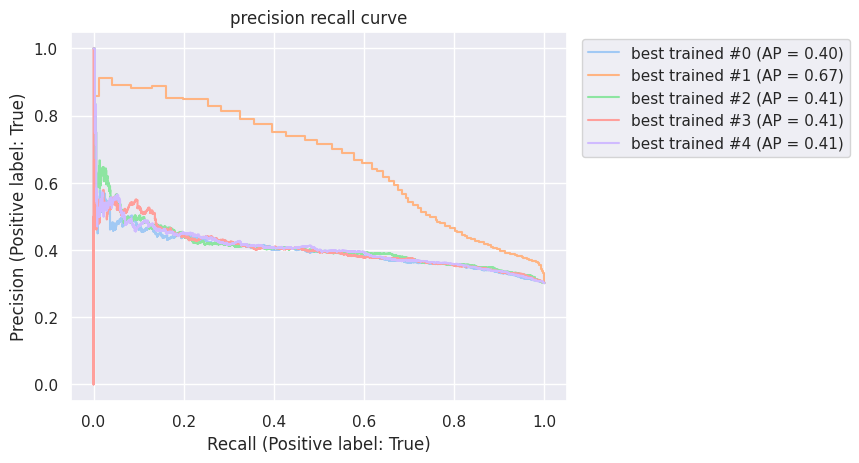 precision recall curve
best trained #0 (AP = 0.40)
best trained #1 (AP = 0.67)
best trained #2 (AP = 0.41)
best trained #3 (AP = 0.41)
best trained #4 (AP = 0.41)
Precision (Positive label: True)
1.0
0.8
0.6
0.4
0.2
0.0
0.0 0.2 0.4 0.6 0.8 1.0
Recall (Positive label: True)